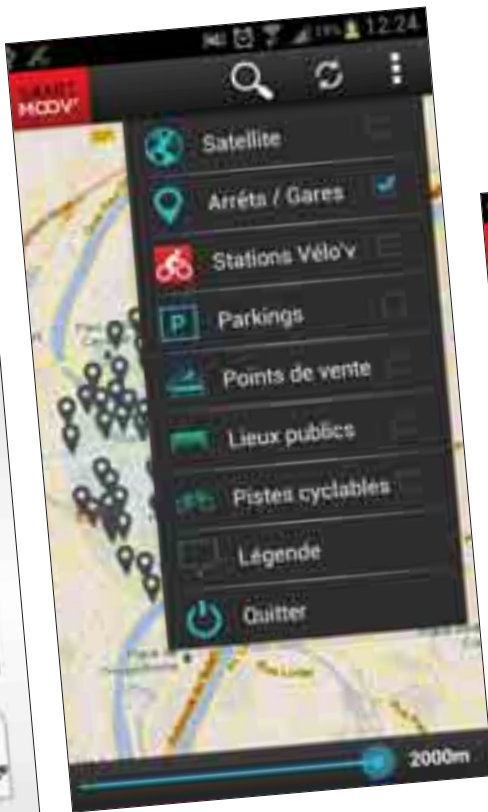 12:24
SMART
MOOV'
Satellite
Arrêts / Gares
Stations Vélo'v
P Parkings
Points de vente
Lieux publics
Pistes cyclables
Légende
Quitter
2000m